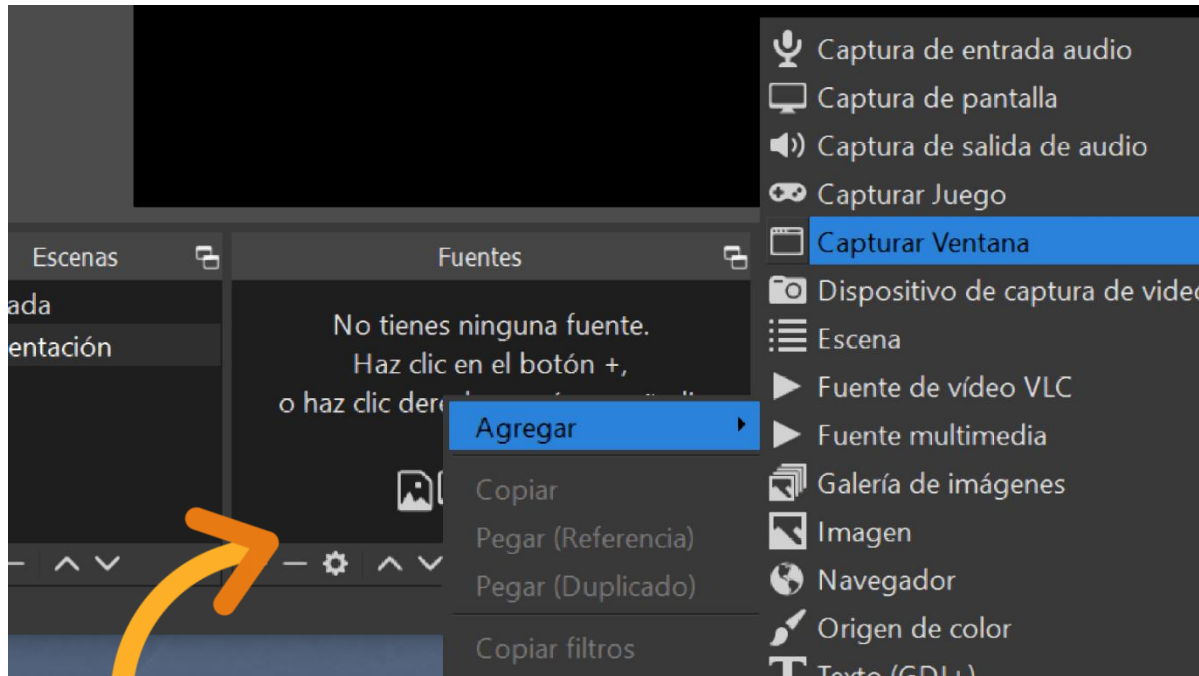 Captura de entrada audio
Captura de pantalla
Captura de salida de audio
Capturar Juego
Capturar Ventana
Dispositivo de captura de video
Escena
Fuente de vídeo VLC
Fuente multimedia
Galería de imágenes
Imagen
Navegador
Origen de color
Texto (GDI+)
Escenas
ada
entación
Fuentes
No tienes ninguna fuente.
Haz clic en el botón +,
o haz clic dere
Agregar
Copiar
Pegar (Referencia)
Pegar (Duplicado)
Copiar filtros